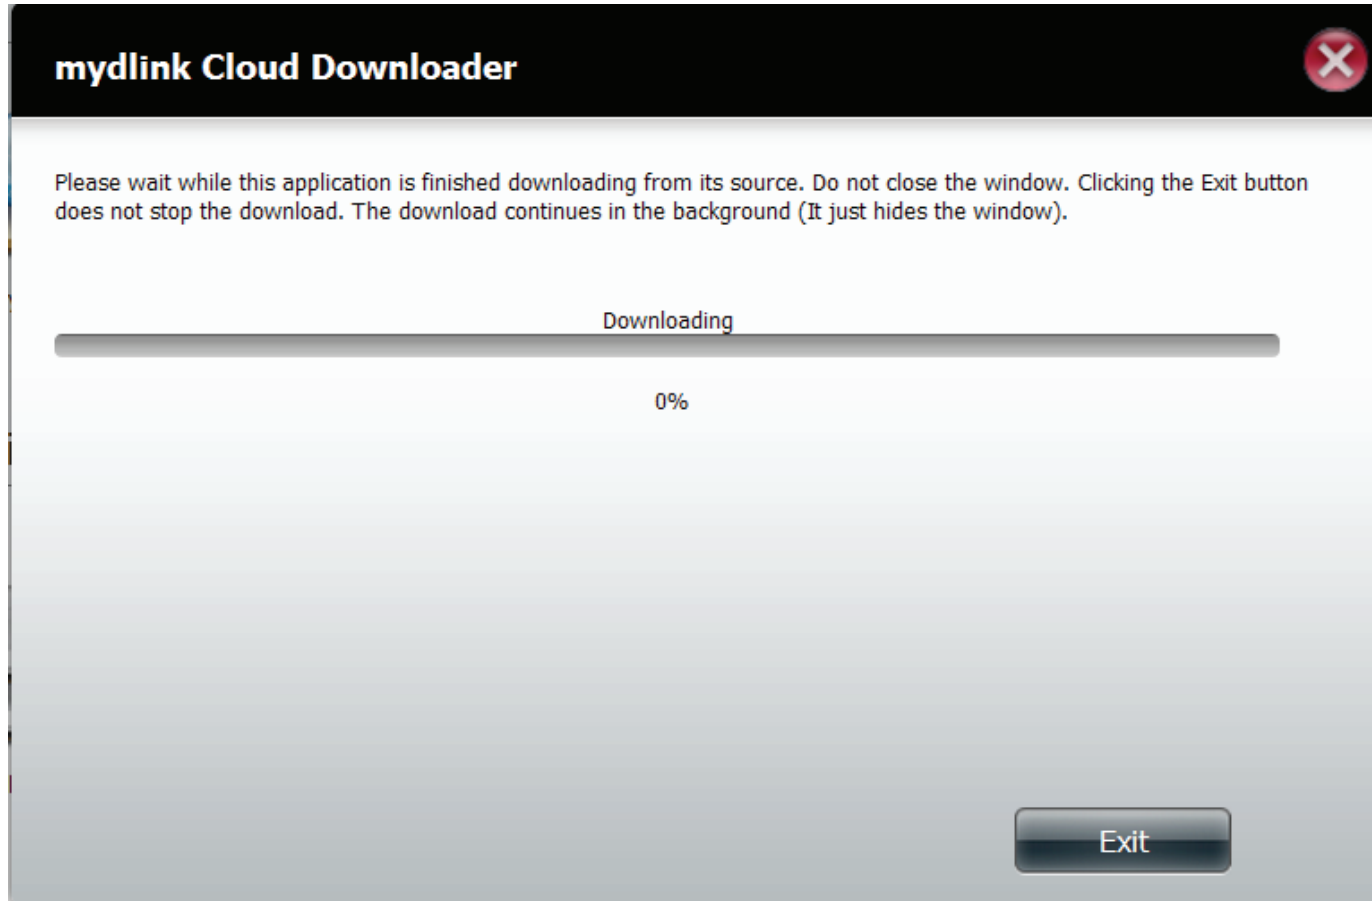 mydlink Cloud Downloader
Please wait while this application is finished downloading from its source. Do not close the window. Clicking the Exit button
does not stop the download. The download continues in the background (It just hides the window).
Downloading
0%
Exit